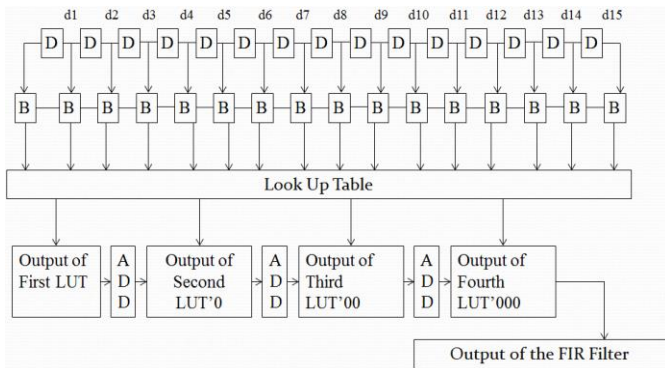 d1 d2 d3 d4 d5 d6 d7 d8 d9 d10 d11 d12 d13 d14 d15
D D D D D D D D D D D D D D D
B B B B B B B B B B B B B B B B
Look Up Table
Output of
First LUT
A
D
D
Output of
Second
LUT'0
A
D
D
Output of
Third
LUT'00
A
D
D
Output of
Fourth
LUT'000
Output of the FIR Filter